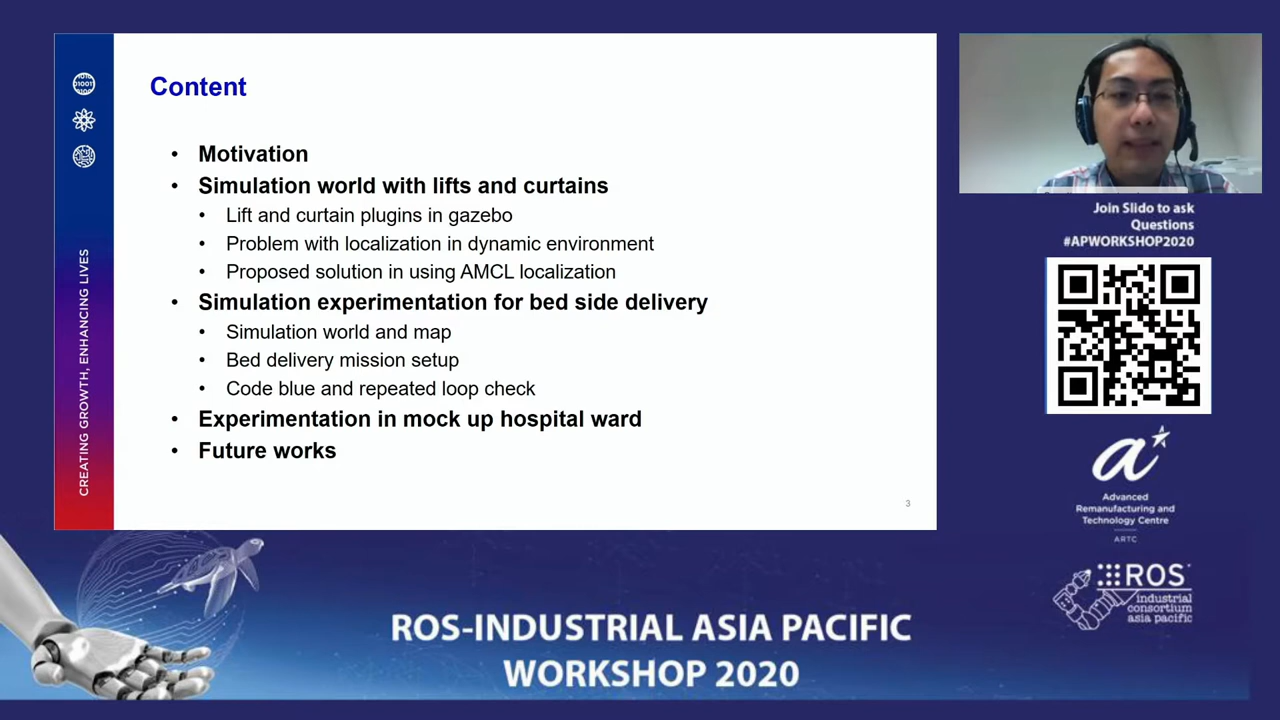 Content
• Motivation
• Simulation world with lifts and curtains
• Lift and curtain plugins in gazebo
• Problem with localization in dynamic environment
• Proposed solution in using AMCL localization
• Simulation experimentation for bed side delivery
• Simulation world and map
• Bed delivery mission setup
• Code blue and repeated loop check
• Experimentation in mock up hospital ward
• Future works
3
CREATING GROWTH, ENHANCING LIVES
Join Slido to ask
Questions
#APWORKSHOP2020
Advanced
Remanufacturing and
Technology Centre
ARTC
ROS
industrial
consortium
asia pacific
ROS-INDUSTRIAL ASIA PACIFIC
WORKSHOP 2020